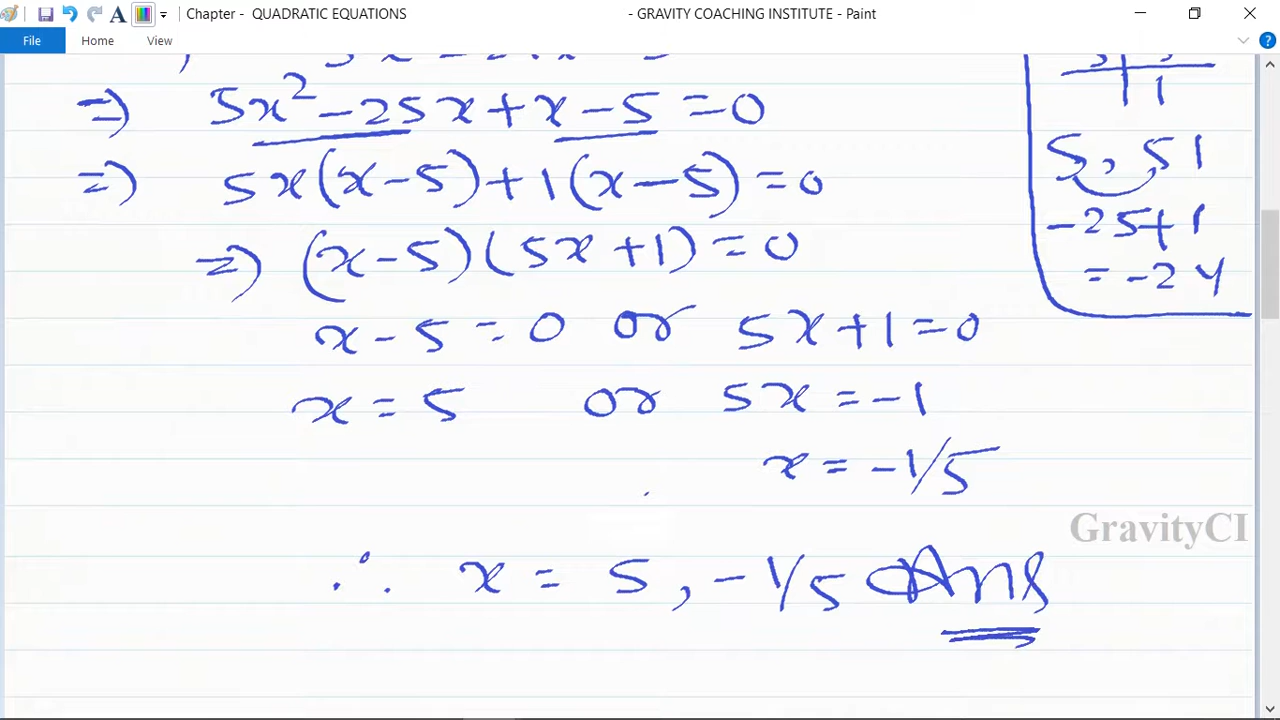 Chapter - QUADRATIC EQUATIONS - GRAVITY COACHING INSTITUTE - Paint
File Home View
=) 5x² - 25x + x - 5 = 0
=) 5x(x-5) + 1(x-5) = 0
=) (x-5)(5x+1) = 0
x - 5 = 0 or 5x + 1 = 0
x = 5 or 5x = -1
x = -1/5
∴ x = 5, -1/5 Ans
1
5, 5 1
-25+1
= -24
GravityCI